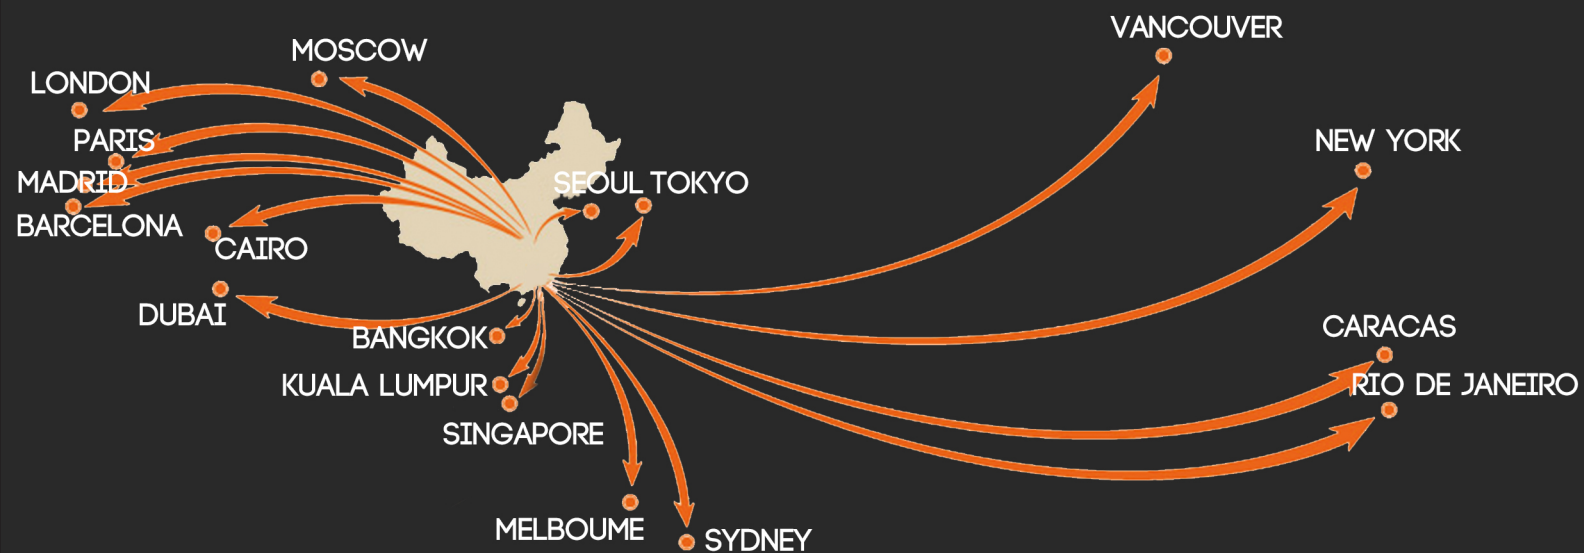 VANCOUVER
MOSCOW
LONDON
PARIS
NEW YORK
MADRID
SEOUL
TOKYO
BARCELONA
CAIRO
DUBAI
BANGKOK
CARACAS
KUALA LUMPUR
RIO DE JANEIRO
SINGAPORE
MELBOUME
SYDNEY